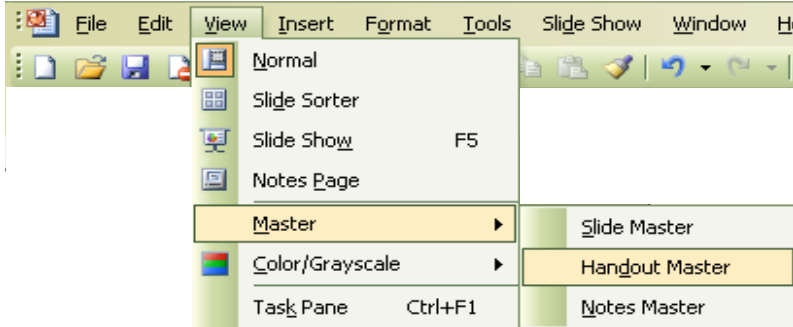 File Edit View Insert Format Tools Slide Show Window
Normal
Slide Sorter
Slide Show F5
Notes Page
Master
Slide Master
Color/Grayscale
Handout Master
Task Pane Ctrl+F1
Notes Master